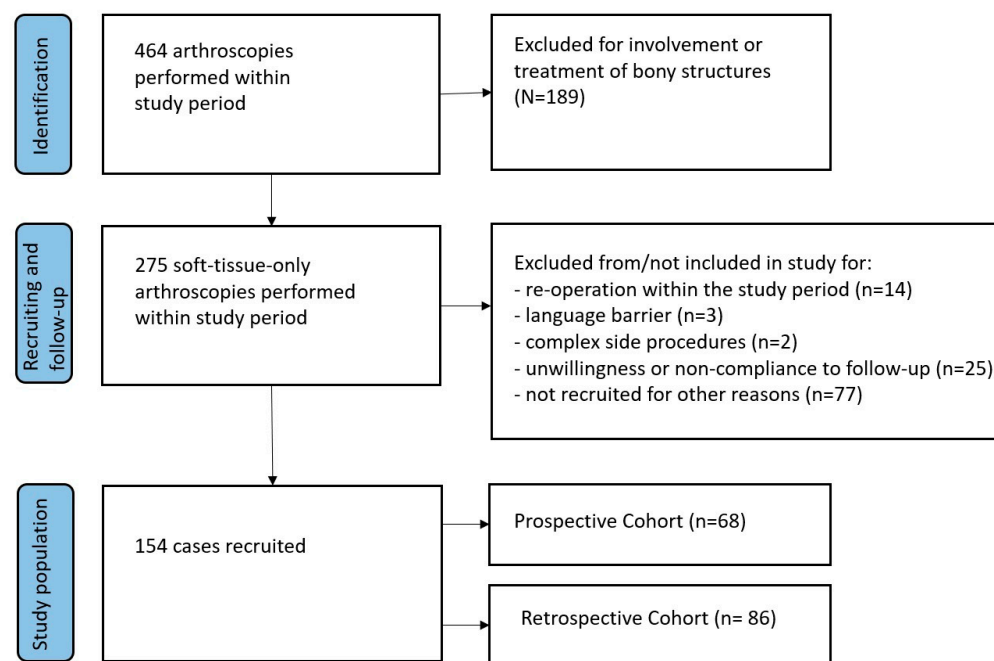 Identification
464 arthroscopies
performed within
study period
Excluded for involvement or
treatment of bony structures
(N=189)
Recruiting and
follow-up
275 soft-tissue-only
arthroscopies performed
within study period
Excluded from/not included in study for:
- re-operation within the study period (n=14)
- language barrier (n=3)
- complex side procedures (n=2)
- unwillingness or non-compliance to follow-up (n=25)
- not recruited for other reasons (n=77)
Study population
154 cases recruited
Prospective Cohort (n=68)
Retrospective Cohort (n= 86)